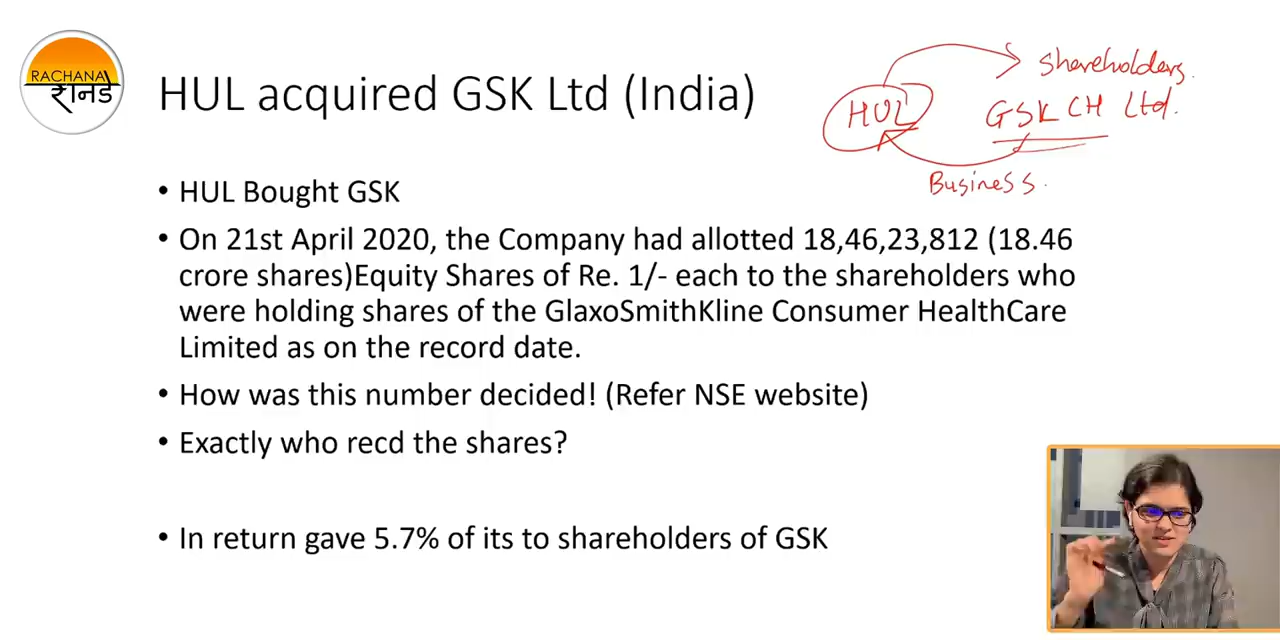 RACHANA
रानडे
HUL acquired GSK Ltd (India)
HUL
shareholders.
GSK CH Ltd.
Business.
• HUL Bought GSK
• On 21st April 2020, the Company had allotted 18,46,23,812 (18.46
crore shares)Equity Shares of Re. 1/- each to the shareholders who
were holding shares of the GlaxoSmithKline Consumer HealthCare
Limited as on the record date.
• How was this number decided! (Refer NSE website)
• Exactly who recd the shares?
• In return gave 5.7% of its to shareholders of GSK